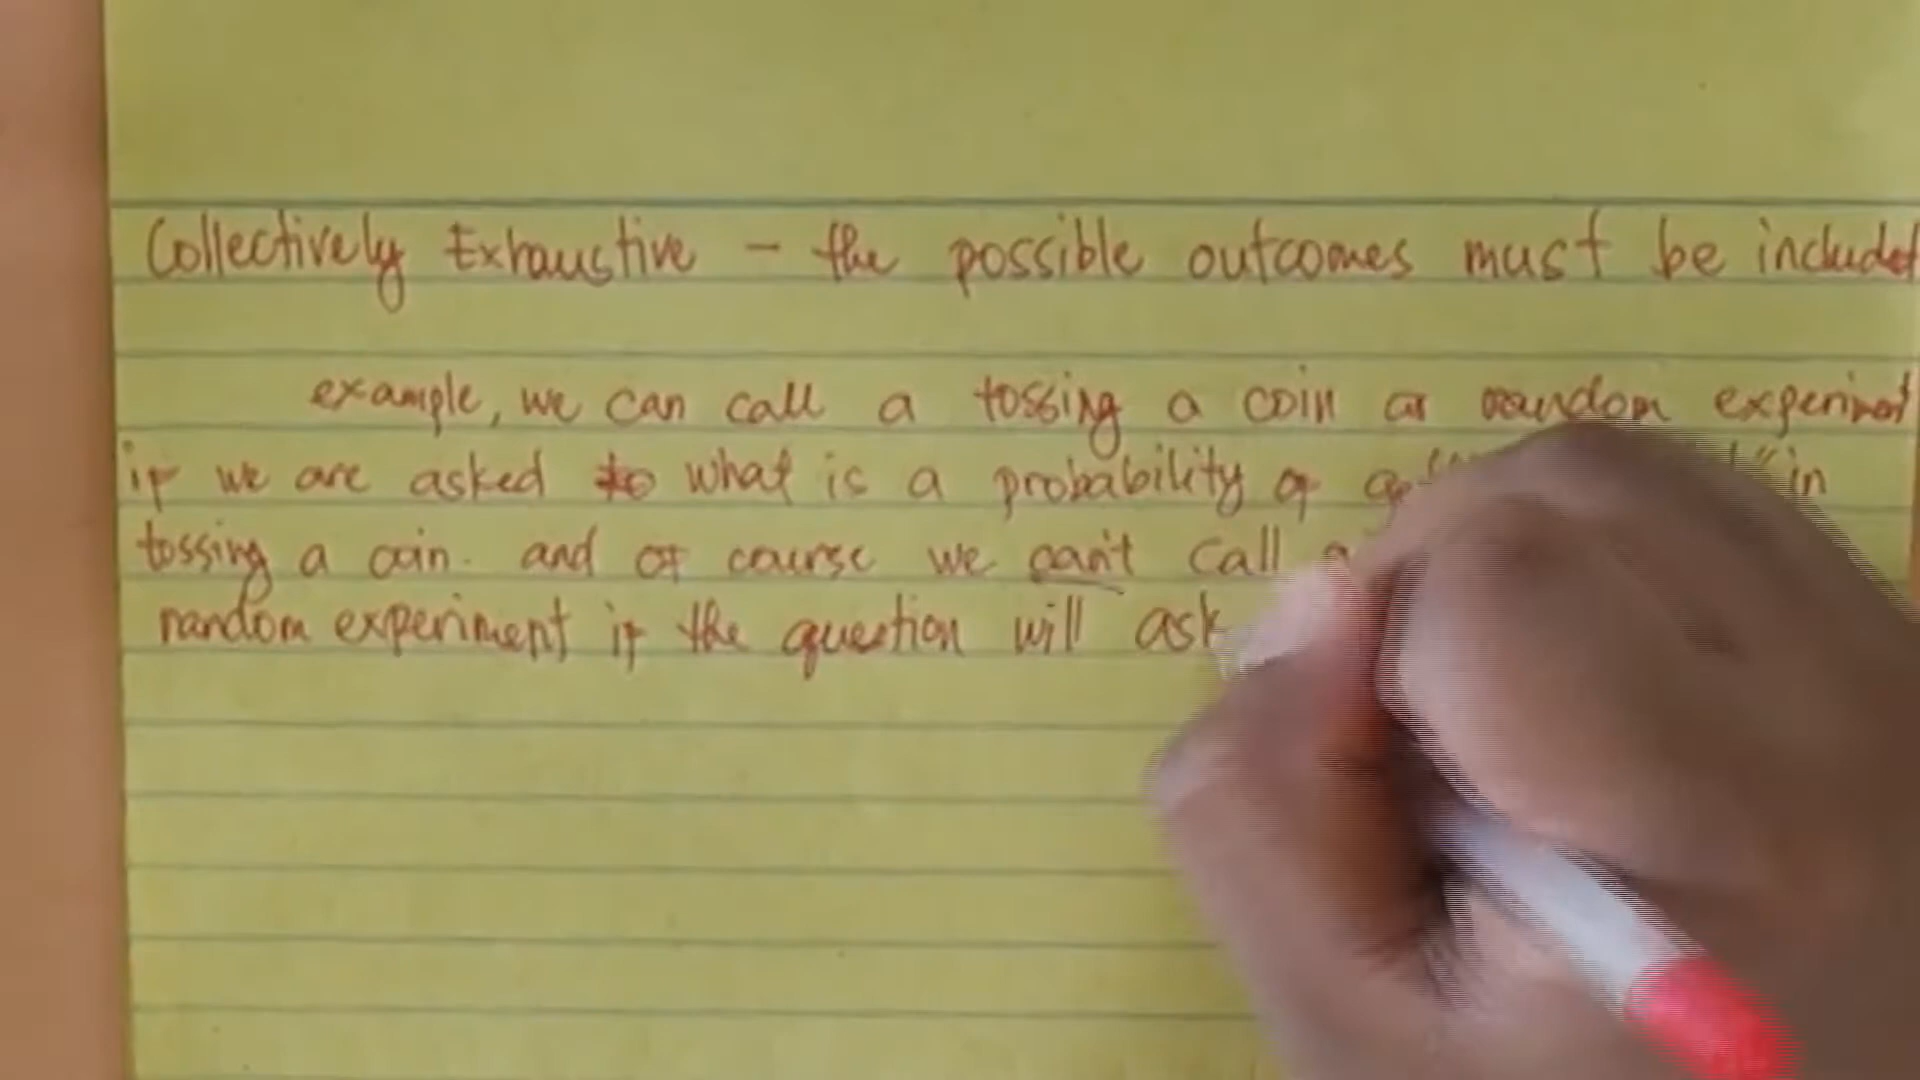 Collectively Exhaustive - the possible outcomes must be included
example, we can call a tossing a coin as random experiment
if we are asked to what is a probability of in
tossing a coin. and of course we can't call a
random experiment if the question will ask